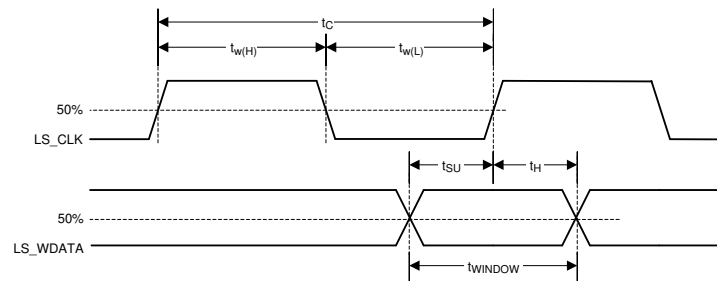 tC
tw(H)
tw(L)
50%
LS_CLK
tSU
tH
50%
LS_WDATA
tWINDOW